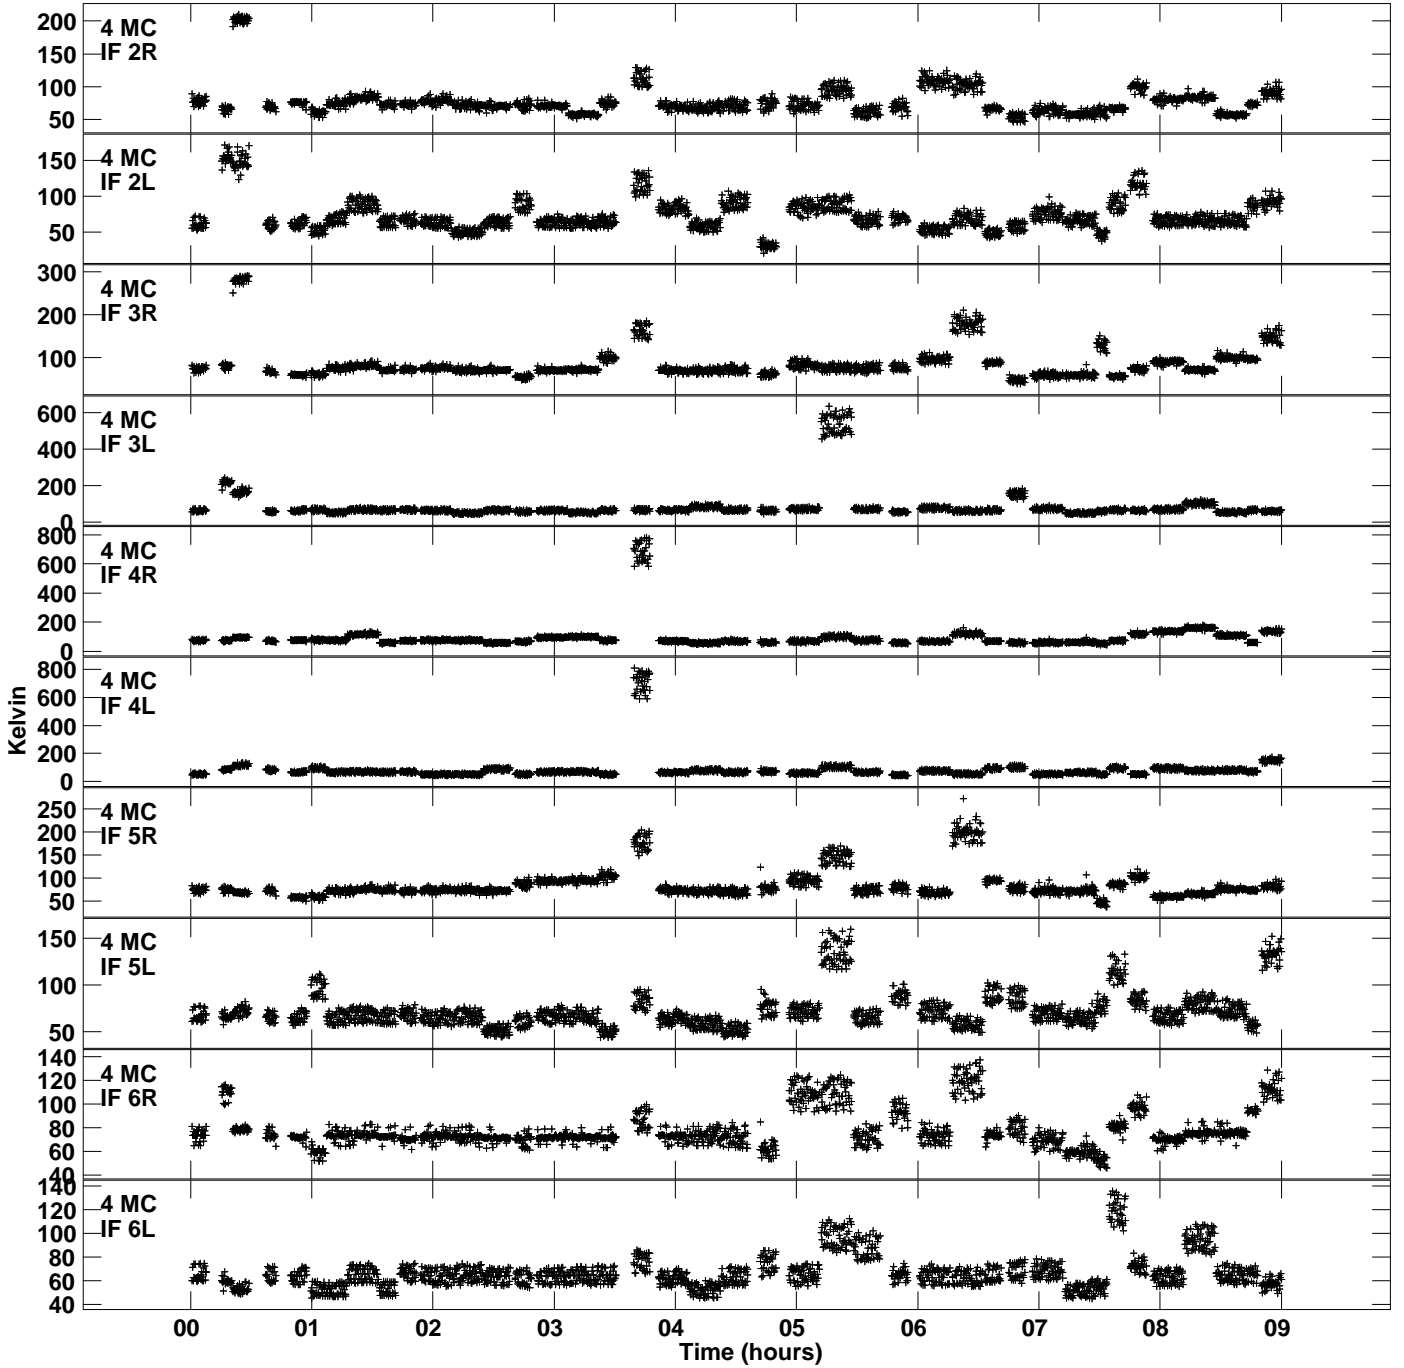 4 MC
IF 2R
200
150
100
50
4 MC
IF 2L
150
100
50
4 MC
IF 3R
300
200
100
4 MC
IF 3L
600
400
200
0
4 MC
IF 4R
800
600
400
200
0
4 MC
IF 4L
800
600
400
200
0
Kelvin
4 MC
IF 5R
250
200
150
100
50
4 MC
IF 5L
150
100
50
4 MC
IF 6R
140
120
100
80
60
40
4 MC
IF 6L
140
120
100
80
60
40
00 01 02 03 04 05 06 07 08 09
Time (hours)